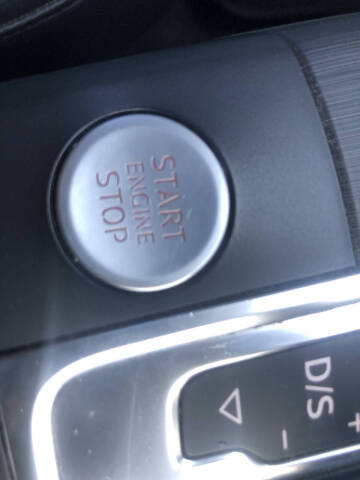 START
ENGINE
STOP
D/S
+
-